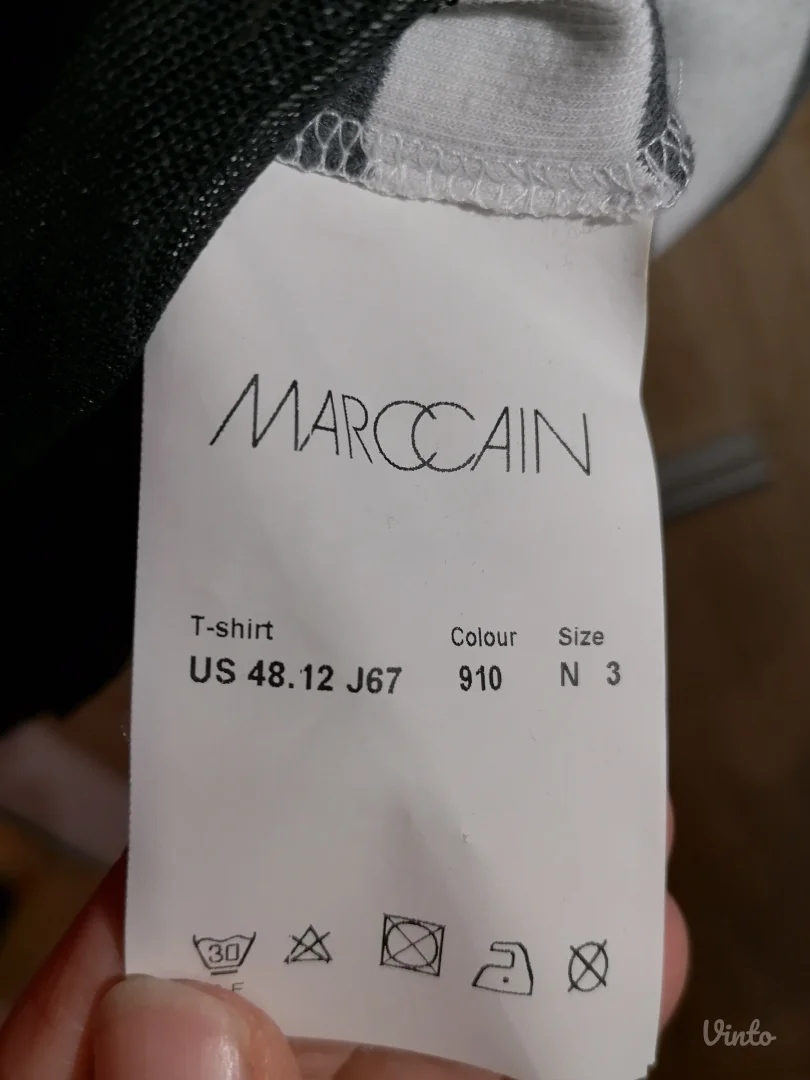 MARCCAIN
T-shirt Colour Size
US 48.12 J67 910 N 3
30
Vinto